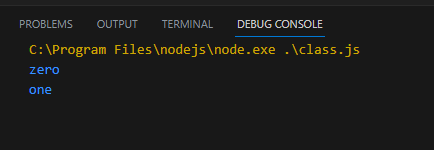 PROBLEMS OUTPUT TERMINAL DEBUG CONSOLE
C:\Program Files\nodejs\node.exe .\class.js
zero
one